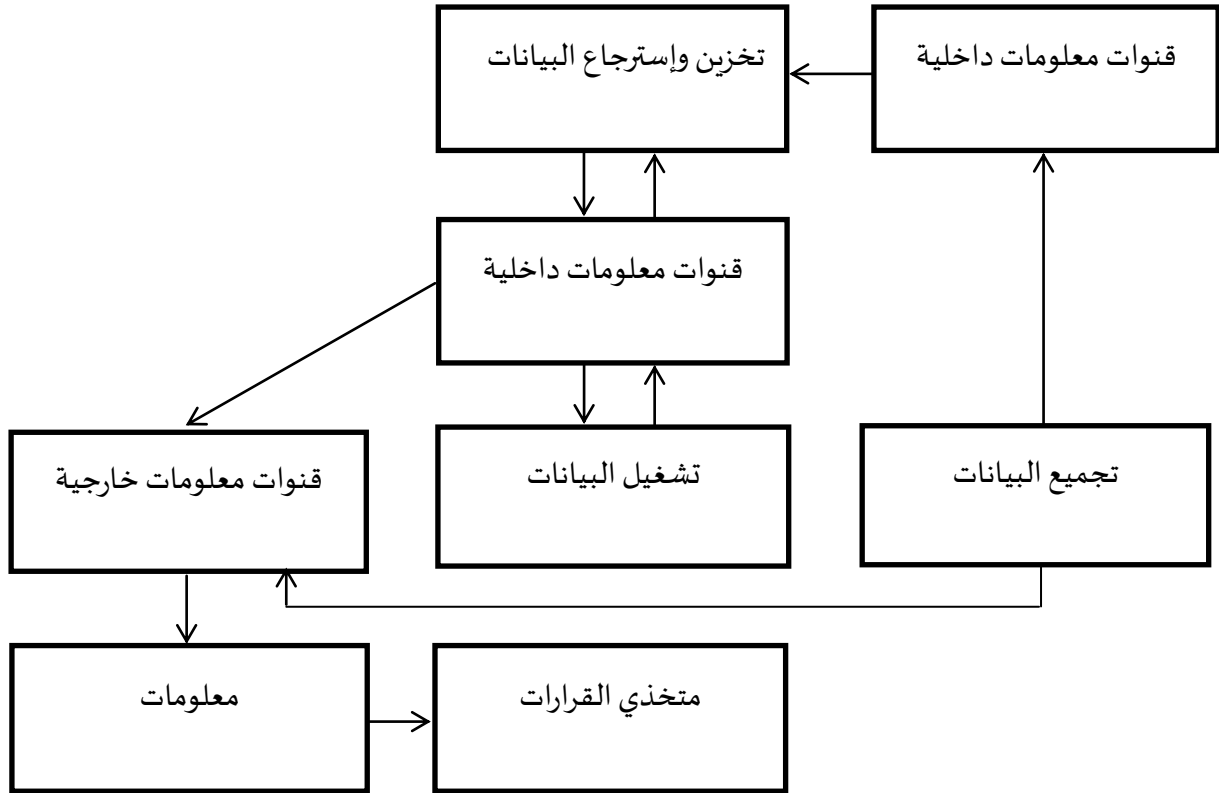 قنوات معلومات داخلية
تخزين وإسترجاع البيانات
قنوات معلومات داخلية
تجميع البيانات
تشغيل البيانات
قنوات معلومات خارجية
متخذي القرارات
معلومات